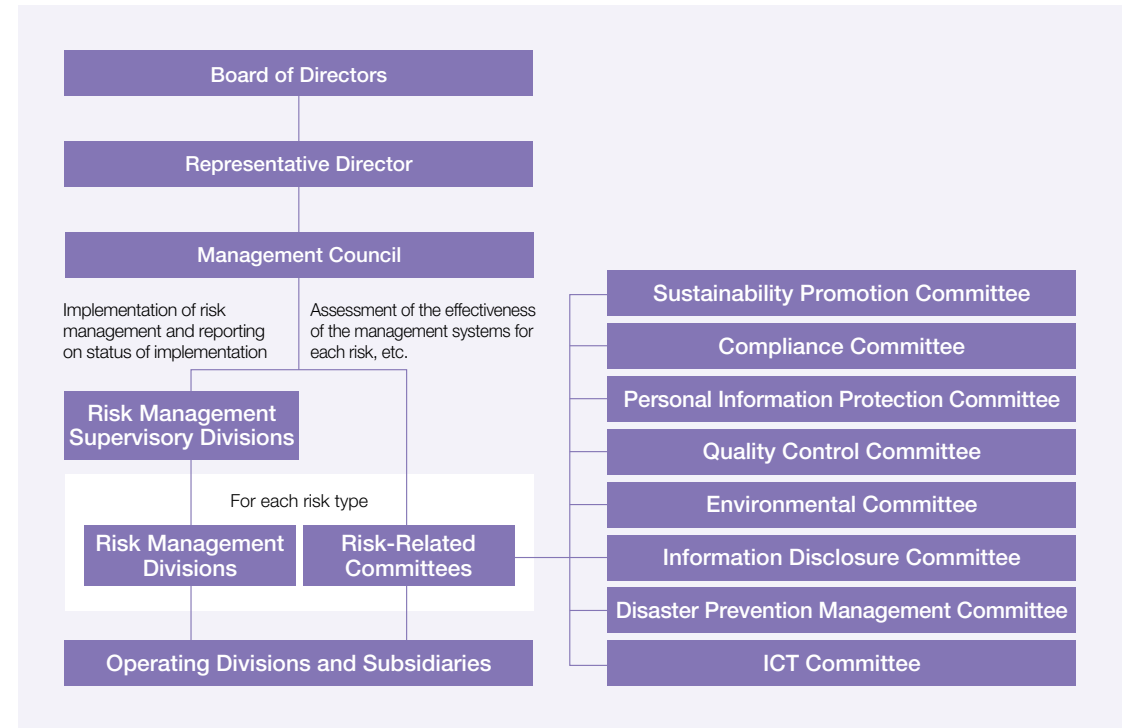 Board of Directors
Representative Director
Management Council
Implementation of risk
management and reporting
on status of implementation
Assessment of the effectiveness
of the management systems for
each risk, etc.
Risk Management
Supervisory Divisions
For each risk type
Risk Management
Divisions
Risk-Related
Committees
Operating Divisions and Subsidiaries
Sustainability Promotion Committee
Compliance Committee
Personal Information Protection Committee
Quality Control Committee
Environmental Committee
Information Disclosure Committee
Disaster Prevention Management Committee
ICT Committee